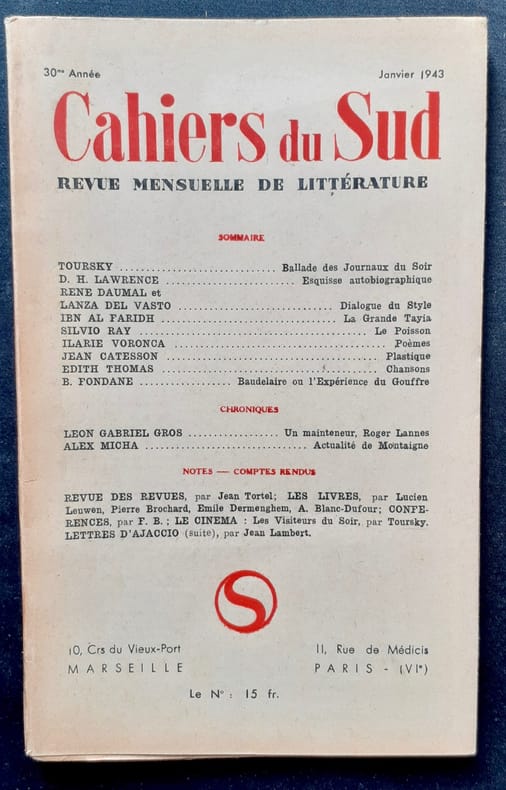 30me Année Janvier 1943
Cahiers du Sud
REVUE MENSUELLE DE LITTÉRATURE
SOMMAIRE
TOURSKY ............................ Ballade des Journaux du Soir
D. H. LAWRENCE ....................... Esquisse autobiographique
RENE DAUMAL et
LANZA DEL VASTO ............................ Dialogue du Style
IBN AL FARIDH ................................ La Grande Tayia
SILVIO RAY .......................................... Le Poisson
ILARIE VORONCA ....................................... Poèmes
JEAN CATESSON ...................................... Plastique
EDITH THOMAS ...................................... Chansons
B. FONDANE ................ Baudelaire ou l'Expérience du Gouffre
CHRONIQUES
LEON GABRIEL GROS ................ Un mainteneur, Roger Lannes
ALEX MICHA .............................. Actualité de Montaigne
NOTES — COMPTES RENDUS
REVUE DES REVUES, par Jean Tortel; LES LIVRES, par Lucien
Leuwen, Pierre Brochard, Emile Dermenghem, A. Blanc-Dufour; CONFE-
RENCES, par F. B. ; LE CINEMA : Les Visiteurs du Soir, par Toursky.
LETTRES D'AJACCIO (suite), par Jean Lambert.
S
10, Crs du Vieux-Port 11, Rue de Médicis
MARSEILLE PARIS - (VIe)
Le No : 15 fr.